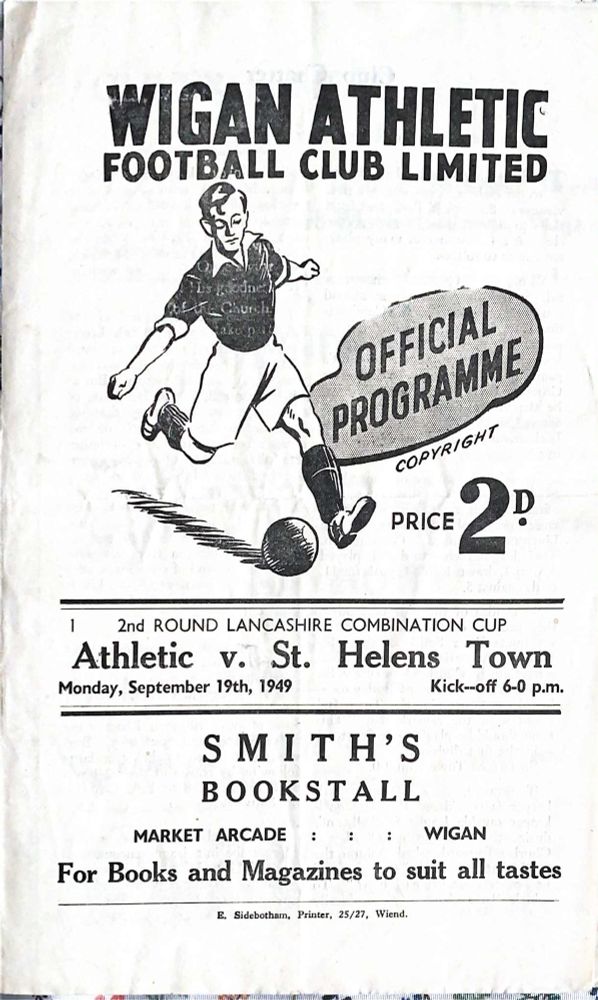 WIGAN ATHLETIC
FOOTBALL CLUB LIMITED
OFFICIAL
PROGRAMME
COPYRIGHT
PRICE 2D.
1 2nd ROUND LANCASHIRE COMBINATION CUP
Athletic v. St. Helens Town
Monday, September 19th, 1949 Kick--off 6-0 p.m.
SMITH'S
BOOKSTALL
MARKET ARCADE : : : WIGAN
For Books and Magazines to suit all tastes
E. Sidebotham, Printer, 25/27, Wiend.